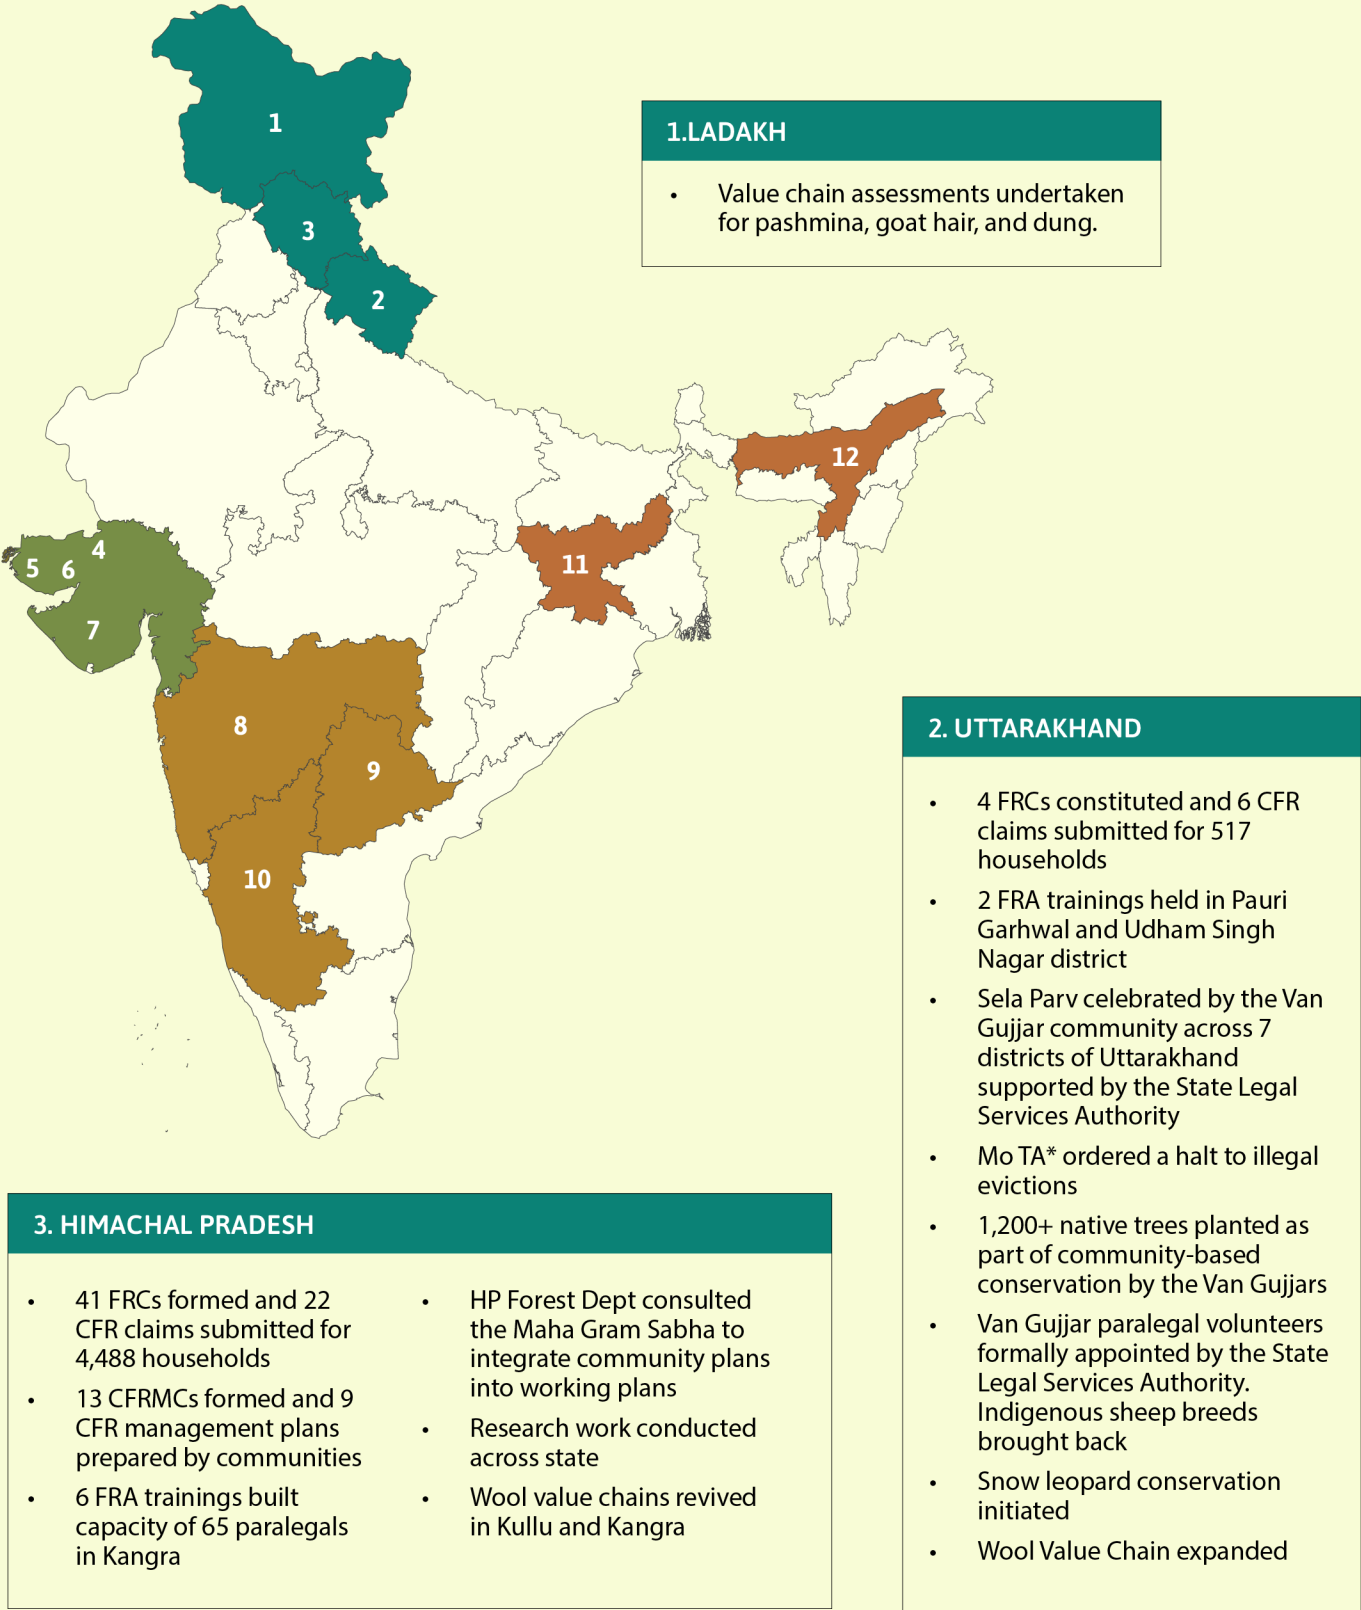 1
3
2
12
11
4
5
6
7
8
9
10
1.LADAKH
• Value chain assessments undertaken
for pashmina, goat hair, and dung.
2. UTTARAKHAND
• 4 FRCs constituted and 6 CFR
claims submitted for 517
households
• 2 FRA trainings held in Pauri
Garhwal and Udham Singh
Nagar district
• Sela Parv celebrated by the Van
Gujjar community across 7
districts of Uttarakhand
supported by the State Legal
Services Authority
• Mo TA* ordered a halt to illegal
evictions
• 1,200+ native trees planted as
part of community-based
conservation by the Van Gujjars
• Van Gujjar paralegal volunteers
formally appointed by the State
Legal Services Authority.
Indigenous sheep breeds
brought back
• Snow leopard conservation
initiated
• Wool Value Chain expanded
3. HIMACHAL PRADESH
• 41 FRCs formed and 22
CFR claims submitted for
4,488 households
• 13 CFRMCs formed and 9
CFR management plans
prepared by communities
• 6 FRA trainings built
capacity of 65 paralegals
in Kangra
• HP Forest Dept consulted
the Maha Gram Sabha to
integrate community plans
into working plans
• Research work conducted
across state
• Wool value chains revived
in Kullu and Kangra